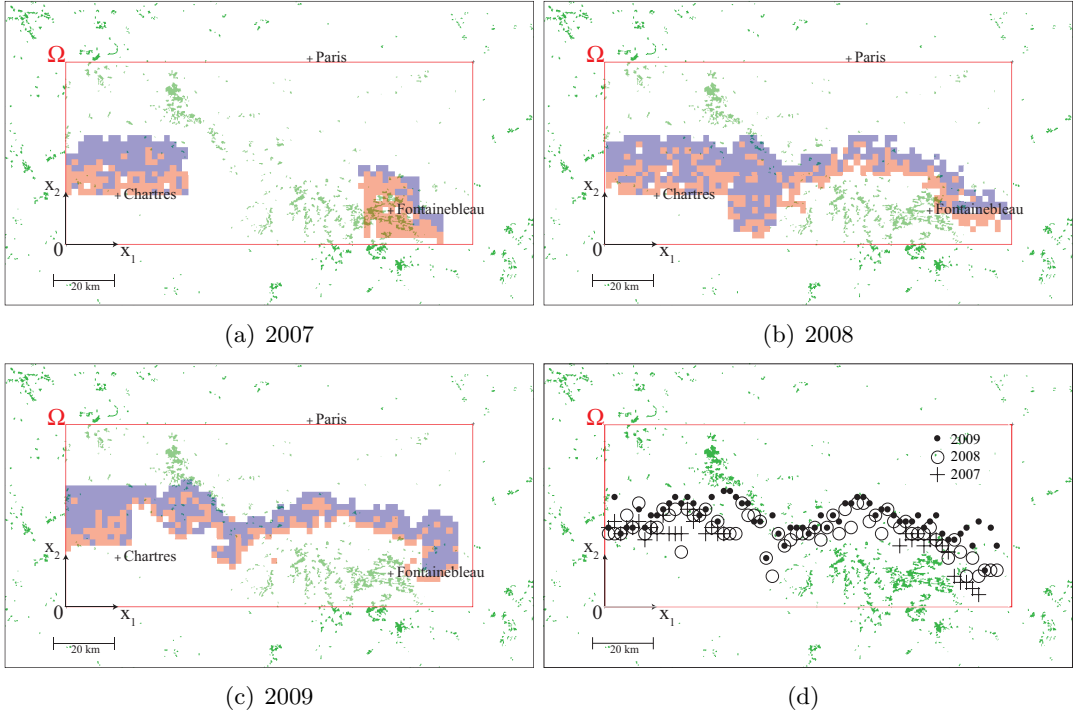 Ω
+Paris
x2
+Chartres
+Fontainebleau
0
x1
20 km
(a) 2007
Ω
+Paris
x2
+Chartres
+Fontainebleau
0
x1
20 km
(b) 2008
Ω
+Paris
x2
+Chartres
+Fontainebleau
0
x1
20 km
(c) 2009
Ω
2009
2008
2007
x2
0
x1
20 km
(d)